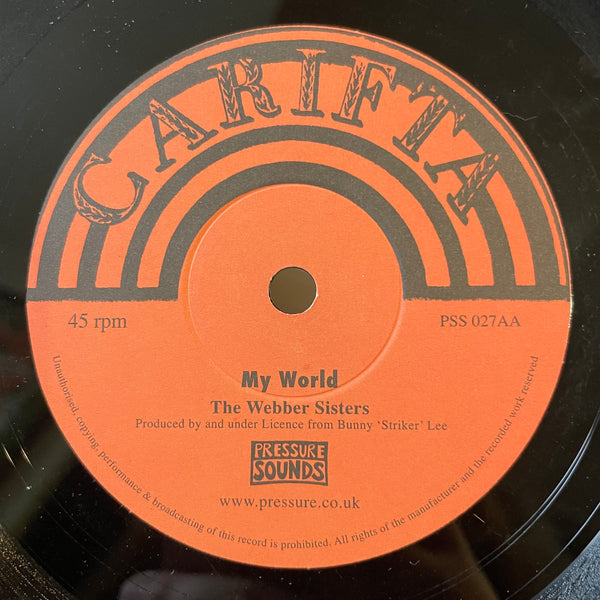 CARIFTA
45 rpm
PSS 027AA
My World
The Webber Sisters
Produced by and under Licence from Bunny 'Striker' Lee
PRESSURE
SOUNDS
www.pressure.co.uk
Unauthorised, copying, performance & broadcasting of this record is prohibited. All rights of the manufacturer and the recorded work reserved